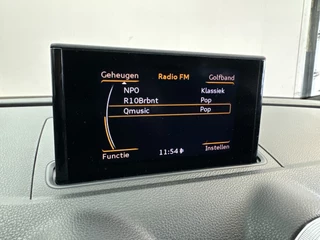 Geheugen Radio FM Golfband
NPO Klassiek
R10Brbnt Pop
Qmusic Pop
Functie 11:54 Instellen